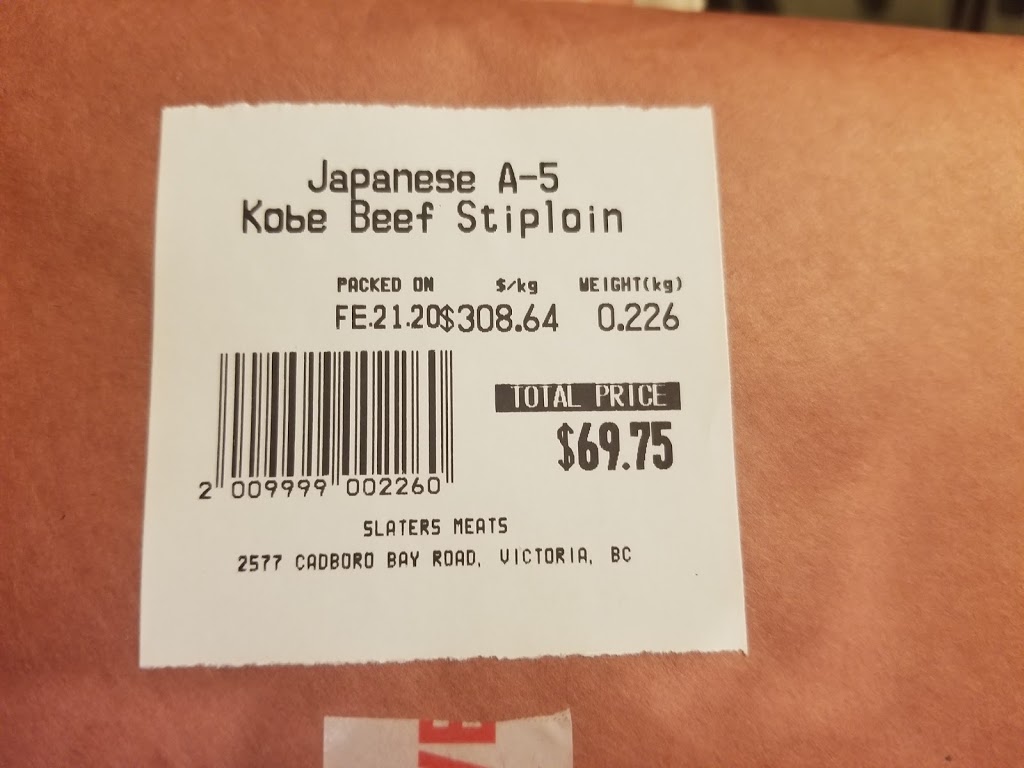 Japanese A-5
Kobe Beef Stiploin
PACKED ON $/kg WEIGHT(kg)
FE.21.20 $308.64 0.226
TOTAL PRICE
$69.75
2 009999 002260
SLATERS MEATS
2577 CADBORO BAY ROAD, VICTORIA, BC